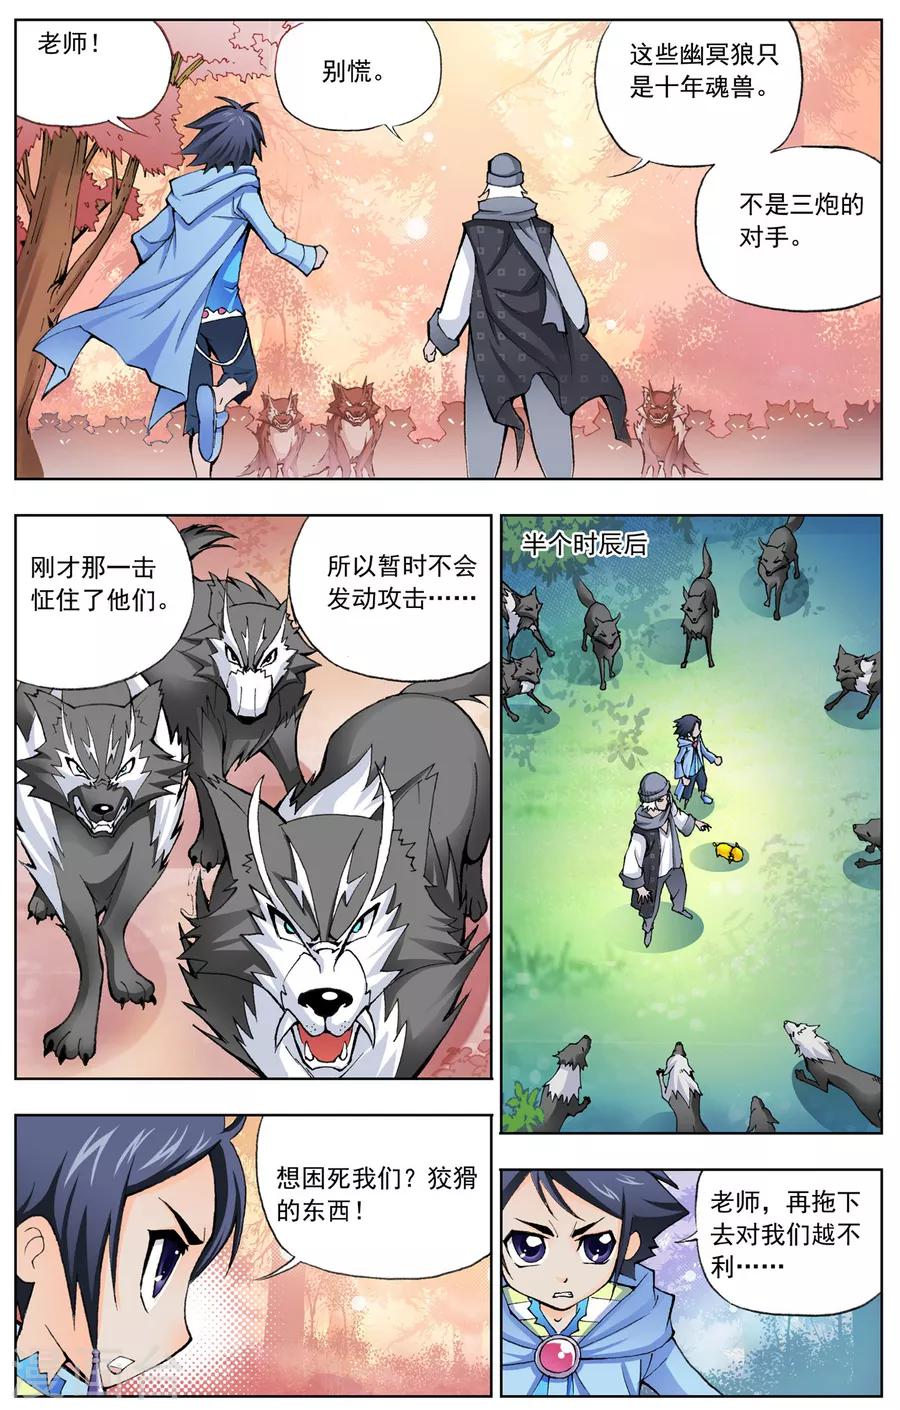 老师！
别慌。
这些幽冥狼只
是十年魂兽。
不是三炮的
对手。
刚才那一击
怔住了他们。
所以暂时不会
发动攻击······
半个时辰后
想困死我们？狡猾
的东西！
老师，再拖下
去对我们越不
利······